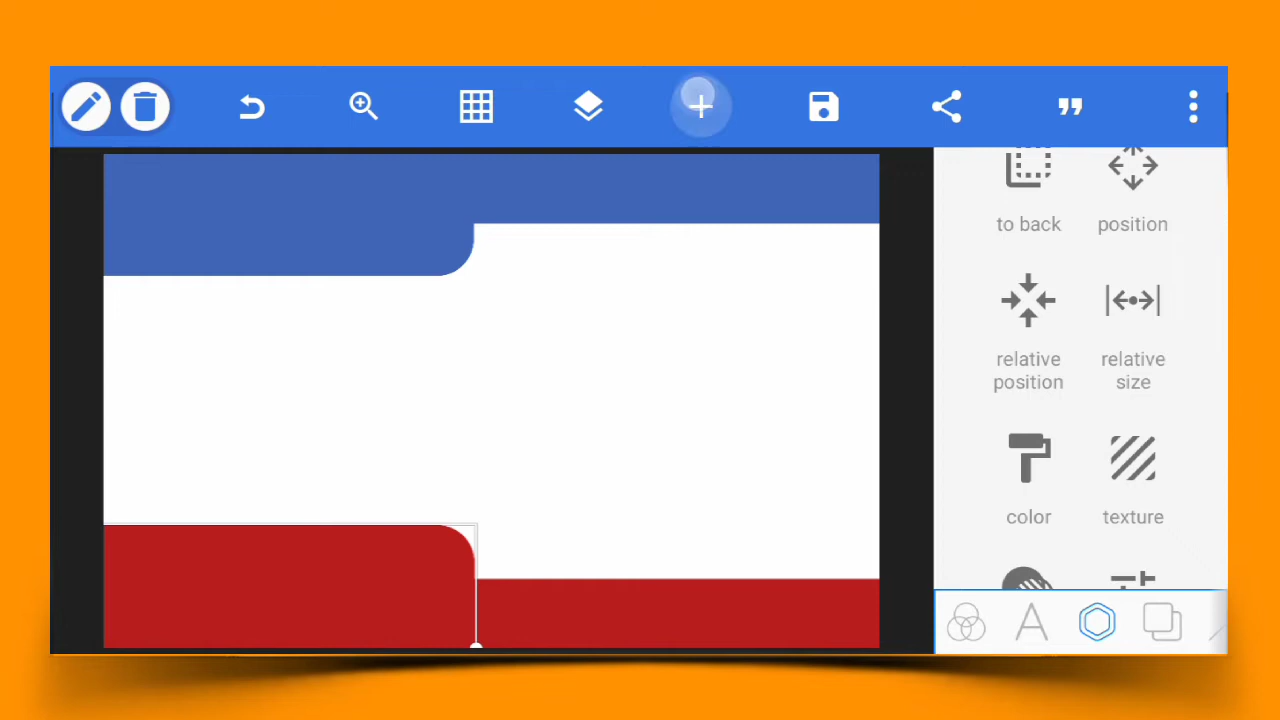 to back
position
relative
position
relative
size
color
texture